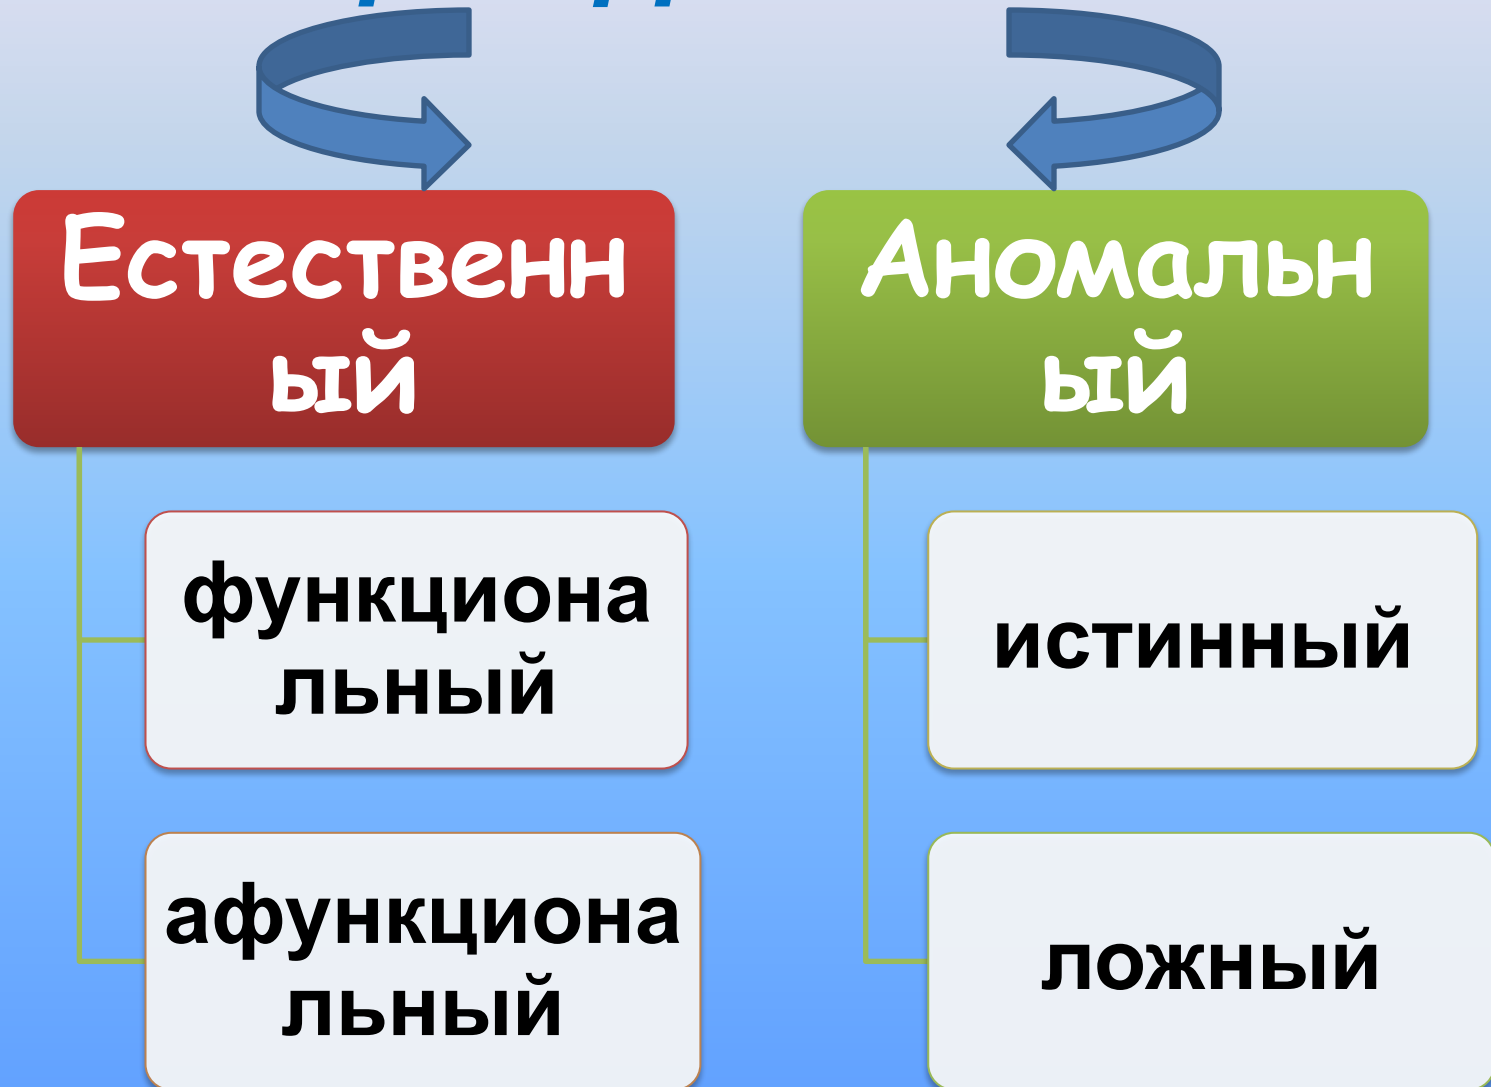 Естественн
ый
функциона
льный
афункциона
льный
Аномальн
ый
истинный
ложный